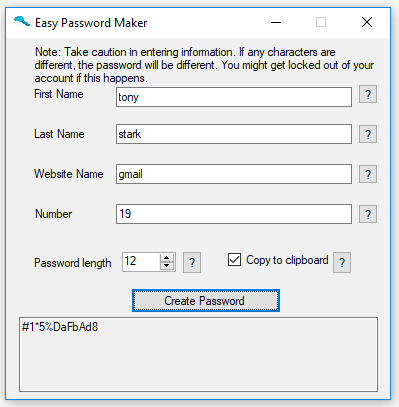 Easy Password Maker
Note: Take caution in entering information. If any characters are
different, the password will be different. You might get locked out of your
account if this happens.
First Name tony ?
Last Name stark ?
Website Name gmail ?
Number 19 ?
Password length 12 ? Copy to clipboard ?
Create Password
#1*5%DaFbAd8